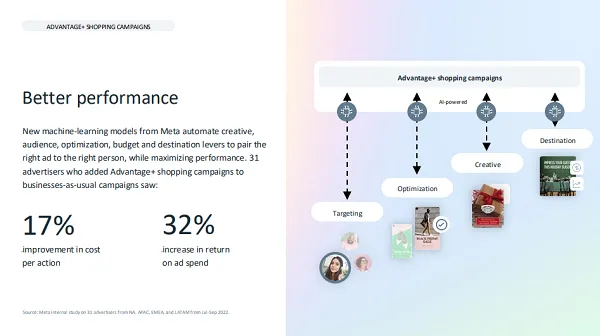 ADVANTAGE+ SHOPPING CAMPAIGNS
Better performance
New machine-learning models from Meta automate creative,
audience, optimization, budget and destination levers to pair the
right ad to the right person, while maximizing performance. 31
advertisers who added Advantage+ shopping campaigns to
businesses-as-usual campaigns saw:
17%
improvement in cost
per action
32%
increase in return
on ad spend
Source: Meta internal study on 31 advertisers from NA, APAC, EMEA, and LATAM from Jul-Sep 2022.
Advantage+ shopping campaigns
AI-powered
Destination
Creative
Optimization
Targeting
BLACK FRIDAY